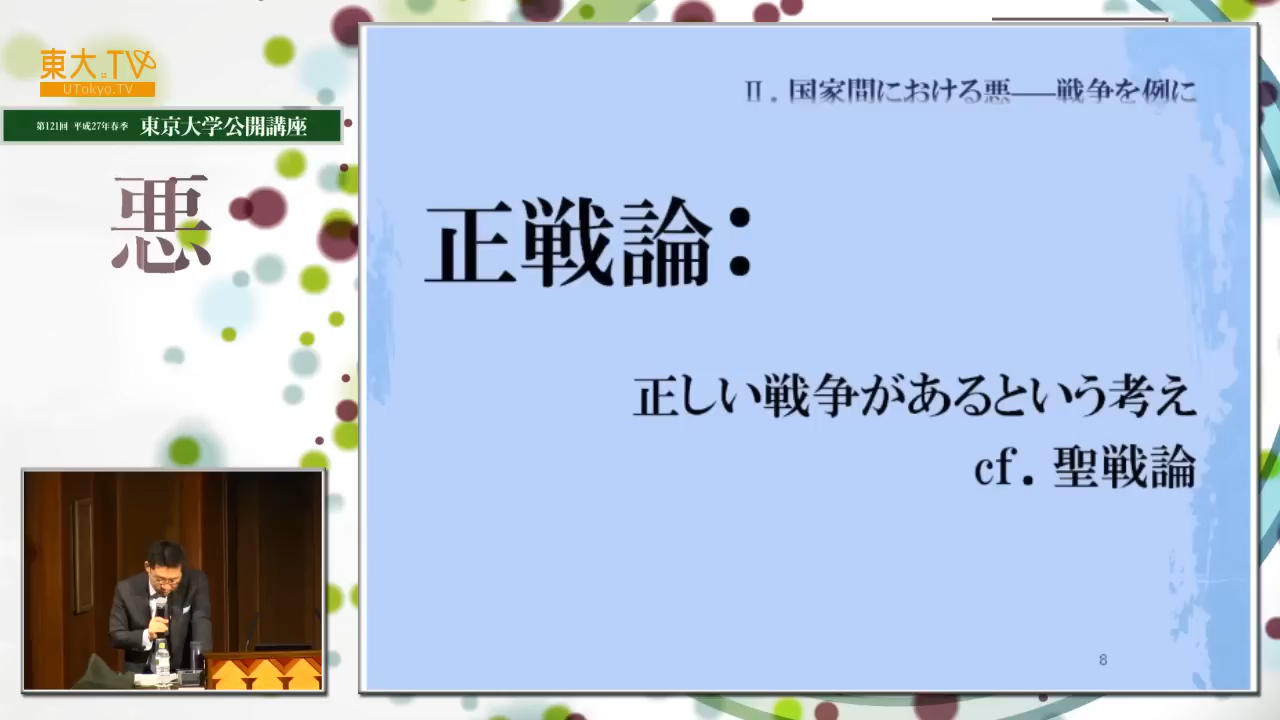 東大.TV
UTokyo.TV
第121回 平成27年春季 東京大学公開講座
悪
Ⅱ. 国家間における悪——戦争を例に
正戦論：
正しい戦争があるという考え
cf. 聖戦論
8